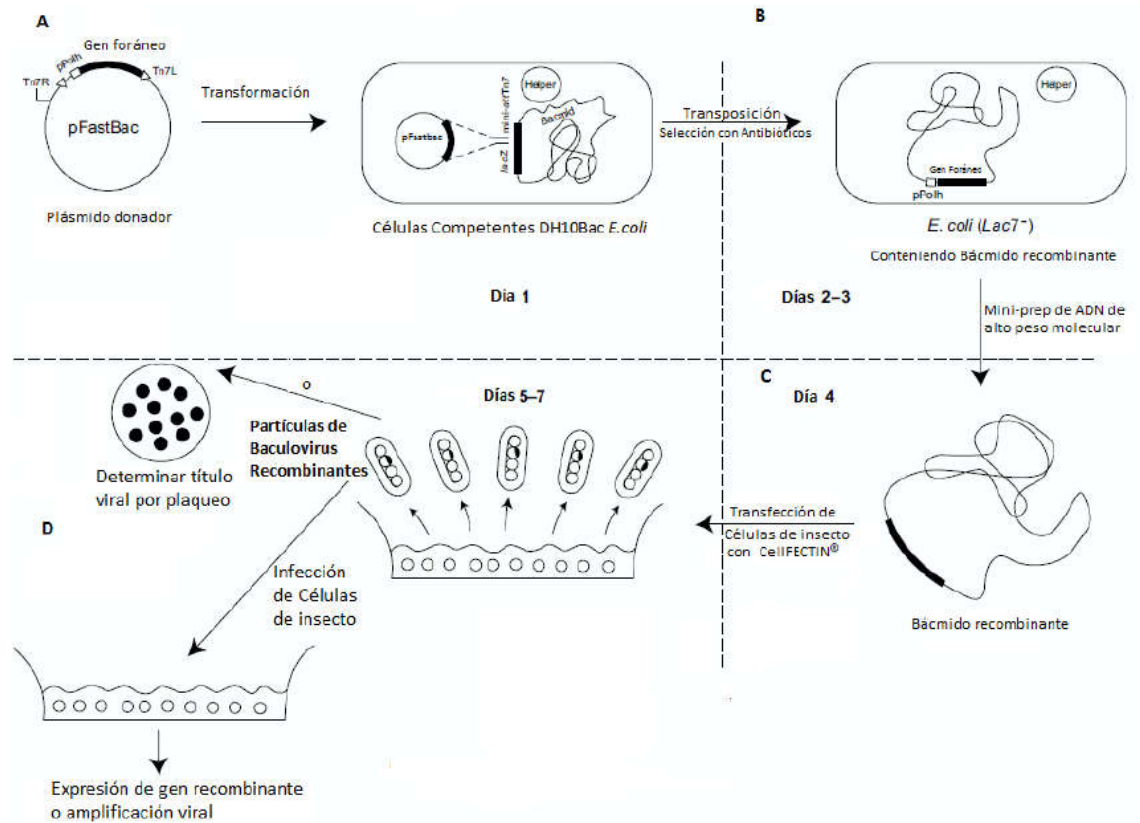 A
Gen foráneo
pPolh
Tn7R
Tn7L
pFastBac
Plásmido donador
Transformación
Helper
pFastbac
lacZ
mini-attTn7
Bacmid
Células Competentes DH10Bac E.coli
Dia 1
Transposición
Selección con Antibióticos
B
Helper
Gen Foráneo
pPolh
E. coli (Lac7⁻)
Conteniendo Bácmido recombinante
Días 2–3
Mini-prep de ADN de
alto peso molecular
C
Día 4
Bácmido recombinante
Transfección de
Células de insecto
con CellFECTIN®
Días 5–7
o
Partículas de
Baculovirus
Recombinantes
Determinar título
viral por plaqueo
D
Infección
de Células
de insecto
Expresión de gen recombinante
o amplificación viral